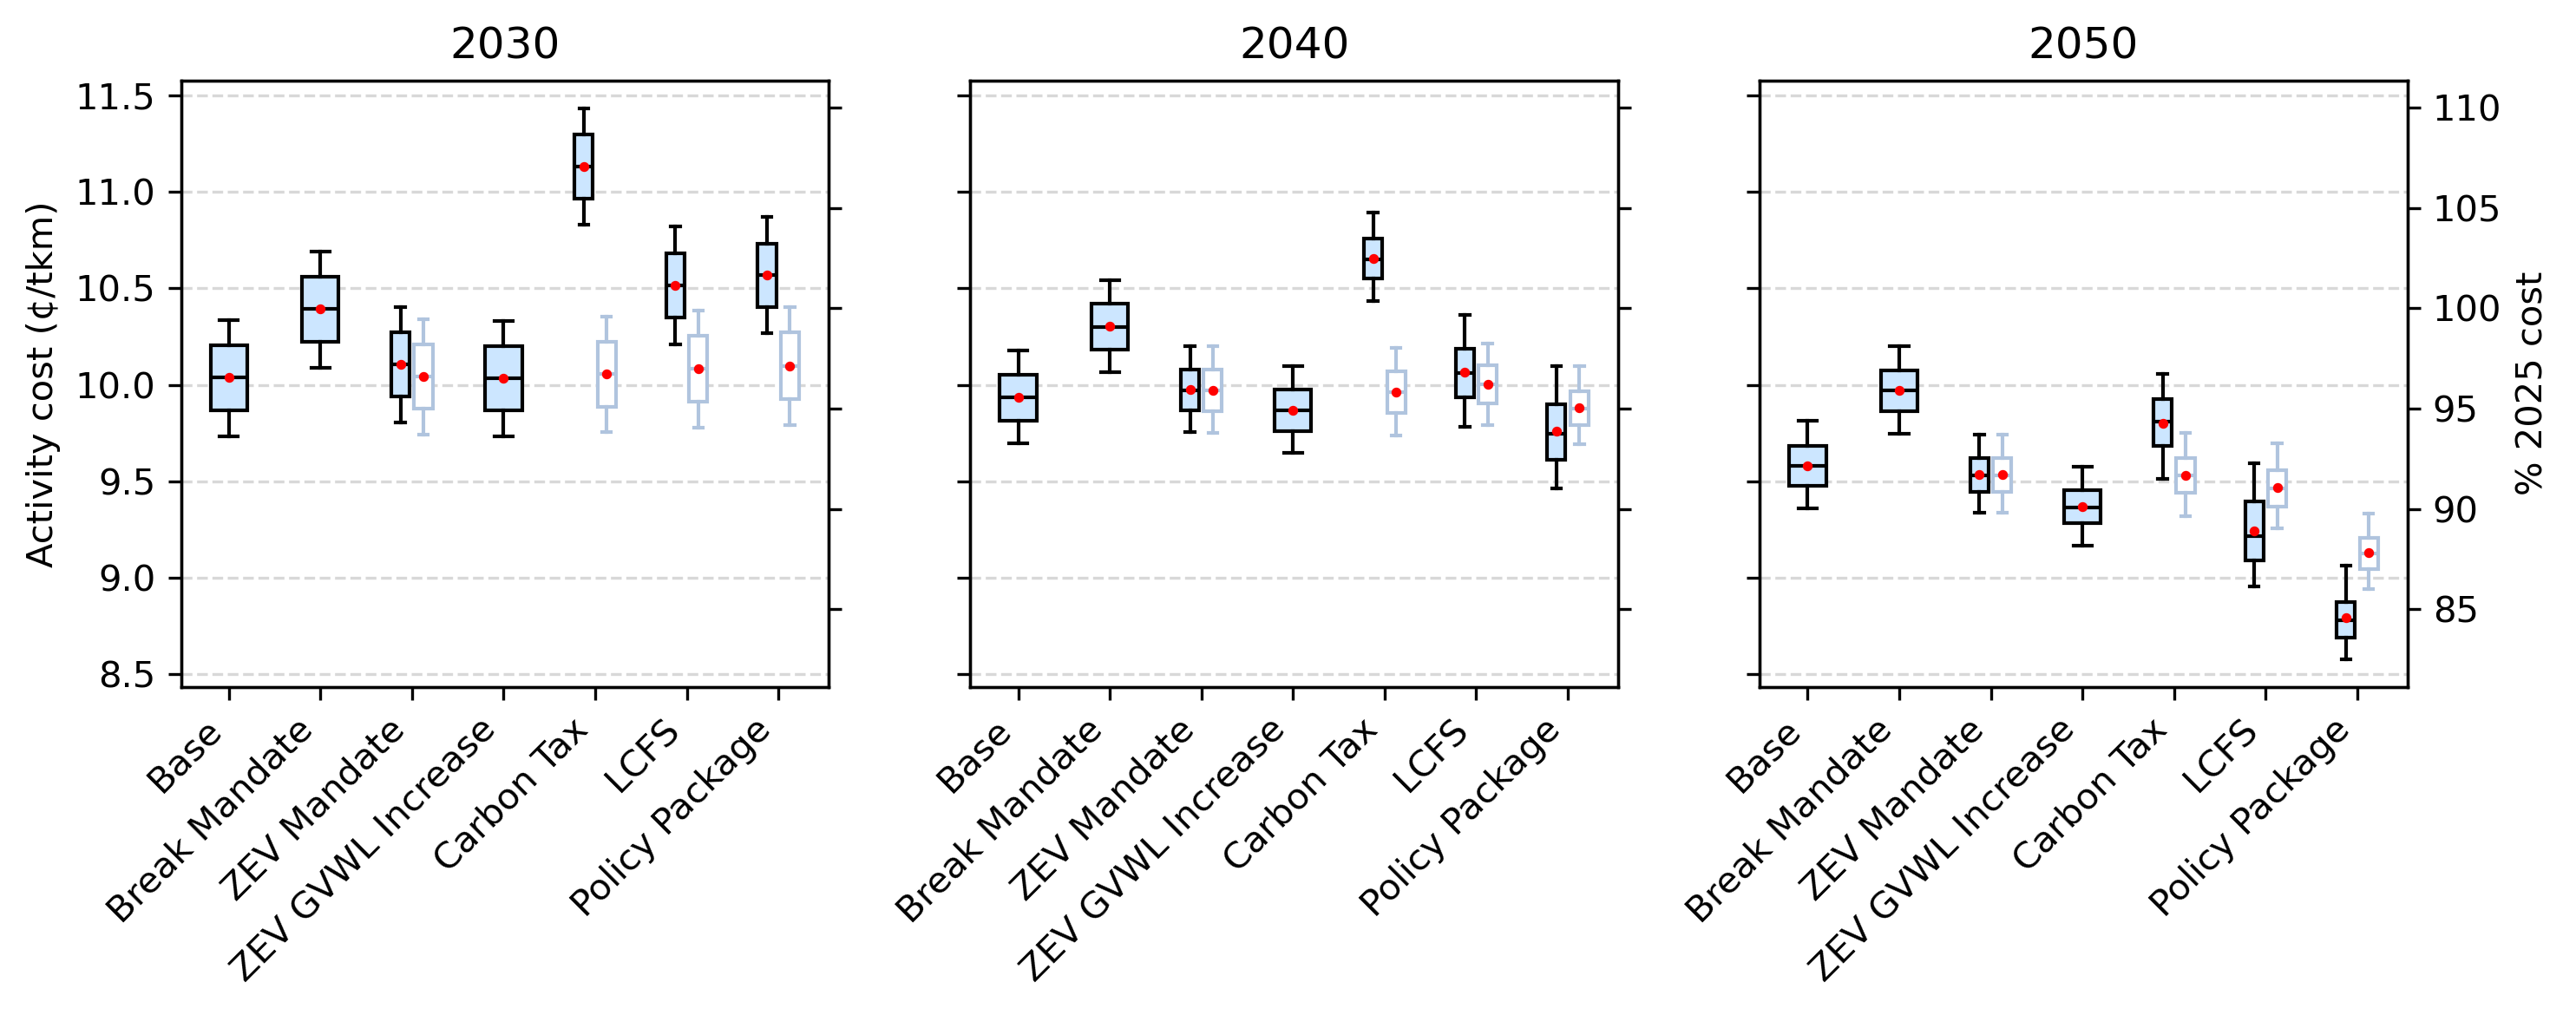 2030
2040
2050
Activity cost (¢/tkm)
11.5
11.0
10.5
10.0
9.5
9.0
8.5
110
105
100
95
90
85
% 2025 cost
Base
Break Mandate
ZEV Mandate
ZEV GVWL Increase
Carbon Tax
LCFS
Policy Package
Base
Break Mandate
ZEV Mandate
ZEV GVWL Increase
Carbon Tax
LCFS
Policy Package
Base
Break Mandate
ZEV Mandate
ZEV GVWL Increase
Carbon Tax
LCFS
Policy Package